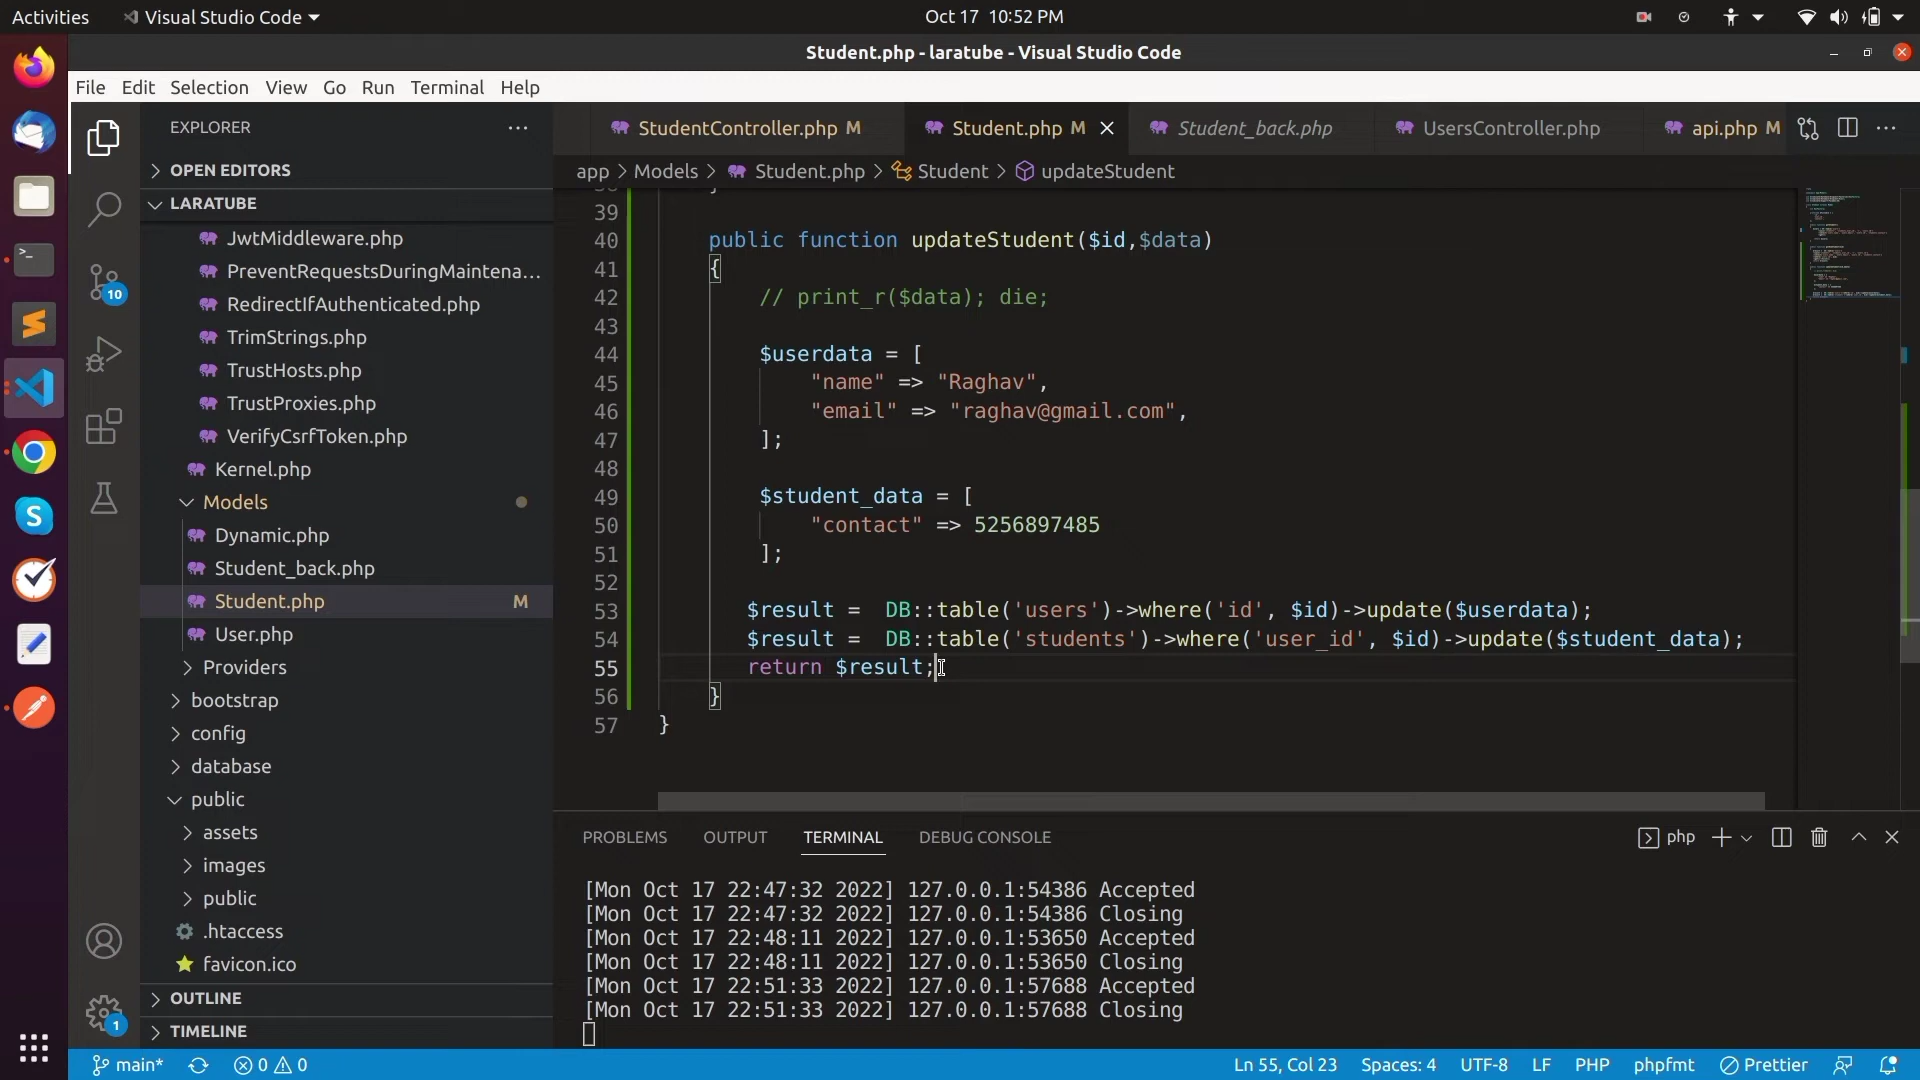 Activities
Visual Studio Code
Oct 17 10:52 PM
Student.php - laratube - Visual Studio Code
File Edit Selection View Go Run Terminal Help
EXPLORER
OPEN EDITORS
LARATUBE
JwtMiddleware.php
PreventRequestsDuringMaintena...
RedirectIfAuthenticated.php
TrimStrings.php
TrustHosts.php
TrustProxies.php
VerifyCsrfToken.php
Kernel.php
Models
Dynamic.php
Student_back.php
Student.php M
User.php
Providers
bootstrap
config
database
public
assets
images
public
.htaccess
favicon.ico
OUTLINE
TIMELINE
10
1
StudentController.php M
Student.php M
Student_back.php
UsersController.php
api.php M
app > Models > Student.php > Student > updateStudent
39
40 public function updateStudent($id,$data)
41 {
42 // print_r($data); die;
43
44 $userdata = [
45 "name" => "Raghav",
46 "email" => "raghav@gmail.com",
47 ];
48
49 $student_data = [
50 "contact" => 5256897485
51 ];
52
53 $result =  DB::table('users')->where('id', $id)->update($userdata);
54 $result =  DB::table('students')->where('user_id', $id)->update($student_data);
55 return $result;
56 }
57 }
PROBLEMS OUTPUT TERMINAL DEBUG CONSOLE
php
[Mon Oct 17 22:47:32 2022] 127.0.0.1:54386 Accepted
[Mon Oct 17 22:47:32 2022] 127.0.0.1:54386 Closing
[Mon Oct 17 22:48:11 2022] 127.0.0.1:53650 Accepted
[Mon Oct 17 22:48:11 2022] 127.0.0.1:53650 Closing
[Mon Oct 17 22:51:33 2022] 127.0.0.1:57688 Accepted
[Mon Oct 17 22:51:33 2022] 127.0.0.1:57688 Closing
main* 0 0
Ln 55, Col 23 Spaces: 4 UTF-8 LF PHP phpfmt Prettier